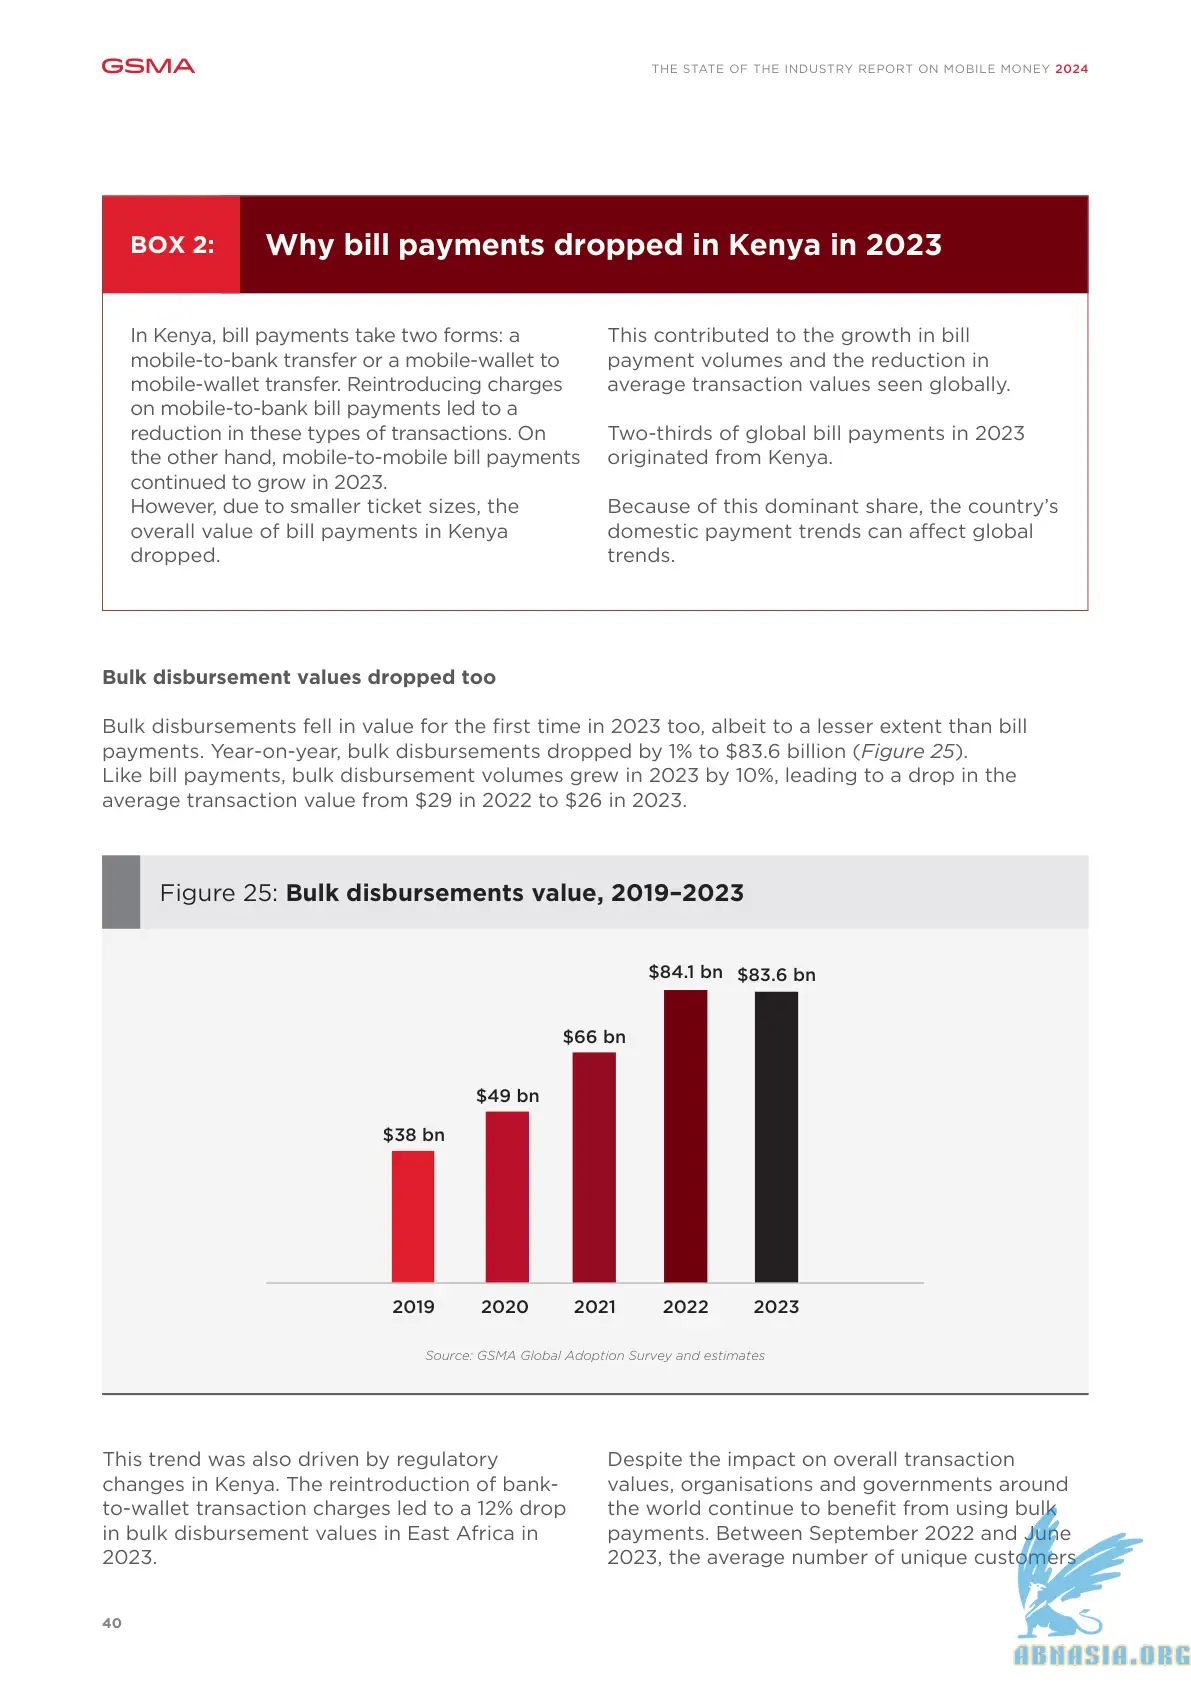 GSMA
THE STATE OF THE INDUSTRY REPORT ON MOBILE MONEY 2024
BOX 2:
Why bill payments dropped in Kenya in 2023
In Kenya, bill payments take two forms: a
mobile-to-bank transfer or a mobile-wallet to
mobile-wallet transfer. Reintroducing charges
on mobile-to-bank bill payments led to a
reduction in these types of transactions. On
the other hand, mobile-to-mobile bill payments
continued to grow in 2023.
However, due to smaller ticket sizes, the
overall value of bill payments in Kenya
dropped.
This contributed to the growth in bill
payment volumes and the reduction in
average transaction values seen globally.
Two-thirds of global bill payments in 2023
originated from Kenya.
Because of this dominant share, the country's
domestic payment trends can affect global
trends.
Bulk disbursement values dropped too
Bulk disbursements fell in value for the first time in 2023 too, albeit to a lesser extent than bill
payments. Year-on-year, bulk disbursements dropped by 1% to $83.6 billion (Figure 25).
Like bill payments, bulk disbursement volumes grew in 2023 by 10%, leading to a drop in the
average transaction value from $29 in 2022 to $26 in 2023.
Figure 25: Bulk disbursements value, 2019–2023
$38 bn
$49 bn
$66 bn
$84.1 bn
$83.6 bn
2019
2020
2021
2022
2023
Source: GSMA Global Adoption Survey and estimates
This trend was also driven by regulatory
changes in Kenya. The reintroduction of bank-
to-wallet transaction charges led to a 12% drop
in bulk disbursement values in East Africa in
2023.
Despite the impact on overall transaction
values, organisations and governments around
the world continue to benefit from using bulk
payments. Between September 2022 and June
2023, the average number of unique customers
40
ABNASIA.ORG